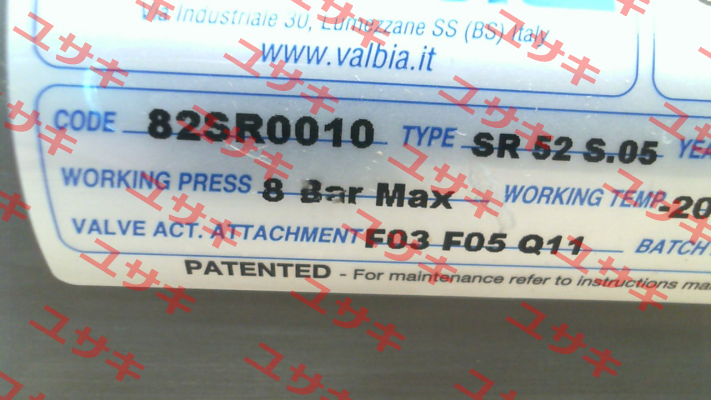 Via Industriale 30, Lumezzane SS (BS) Italy
www.valbia.it
CODE 82SR0010 TYPE SR 52 S.05
WORKING PRESS 8 Bar Max WORKING TEMP. -20
VALVE ACT. ATTACHMENT F03 F05 Q11 BATCH
PATENTED - For maintenance refer to instructions
ユサキ